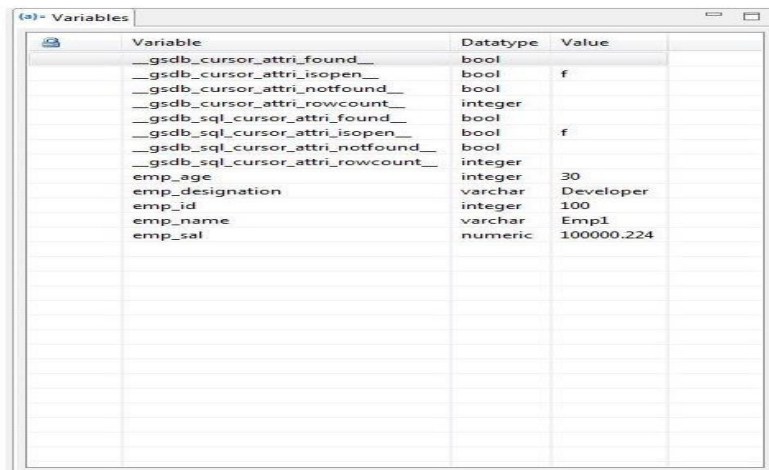 (x)= Variables
Variable Datatype Value
__gsdb_cursor_attri_found__ bool
__gsdb_cursor_attri_isopen__ bool f
__gsdb_cursor_attri_notfound__ bool
__gsdb_cursor_attri_rowcount__ integer
__gsdb_sql_cursor_attri_found__ bool
__gsdb_sql_cursor_attri_isopen__ bool f
__gsdb_sql_cursor_attri_notfound__ bool
__gsdb_sql_cursor_attri_rowcount__ integer
emp_age integer 30
emp_designation varchar Developer
emp_id integer 100
emp_name varchar Emp1
emp_sal numeric 100000.224